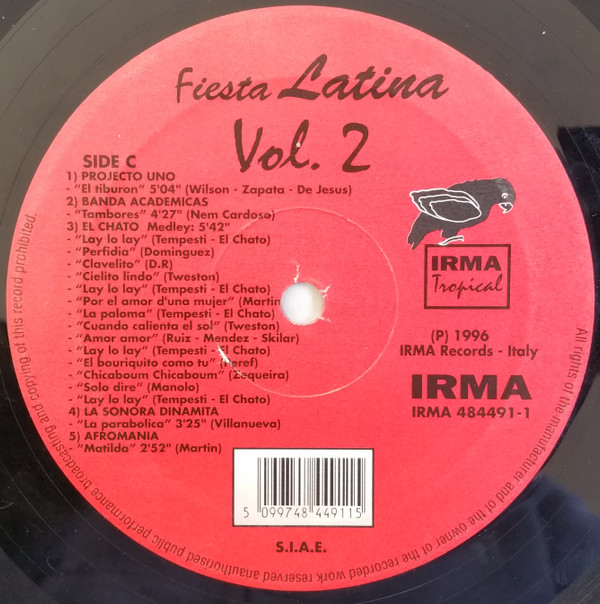 Fiesta Latina
Vol. 2
SIDE C
1) PROJECTO UNO
- "El tiburon" 5'04" (Wilson - Zapata - De Jesus)
2) BANDA ACADEMICAS
- "Tambores" 4'27" (Nem Cardoso)
3) EL CHATO Medley: 5'42"
- "Lay lo lay" (Tempesti - El Chato)
- "Perfidia" (Dominguez)
- "Clavelito" (D.R)
- "Cielito lindo" (Tweston)
- "Lay lo lay" (Tempesti - El Chato)
- "Por el amor d'una mujer" (Martin
- "La paloma" (Tempesti - El Chato)
- "Cuando calienta el sol" (Tweston)
- "Amor amor" (Ruiz - Mendez - Skilar)
- "Lay lo lay" (Tempesti - El Chato)
- "El bouriquito como tu" (Peref)
- "Chicaboum Chicaboum" (Zequeira)
- "Solo dire" (Manolo)
- "Lay lo lay" (Tempesti - El Chato)
4) LA SONORA DINAMITA
- "La parabolica" 3'25" (Villanueva)
5) AFROMANIA
- "Matilda" 2'52" (Martin)
IRMA
Tropical
(P) 1996
IRMA Records - Italy
IRMA
IRMA 484491-1
5 099748 449115
S.I.A.E.
All rights of the manufacturer and of the owner of the recorded work reserved unauthorised public performance broadcasting and copying of this record prohibited.